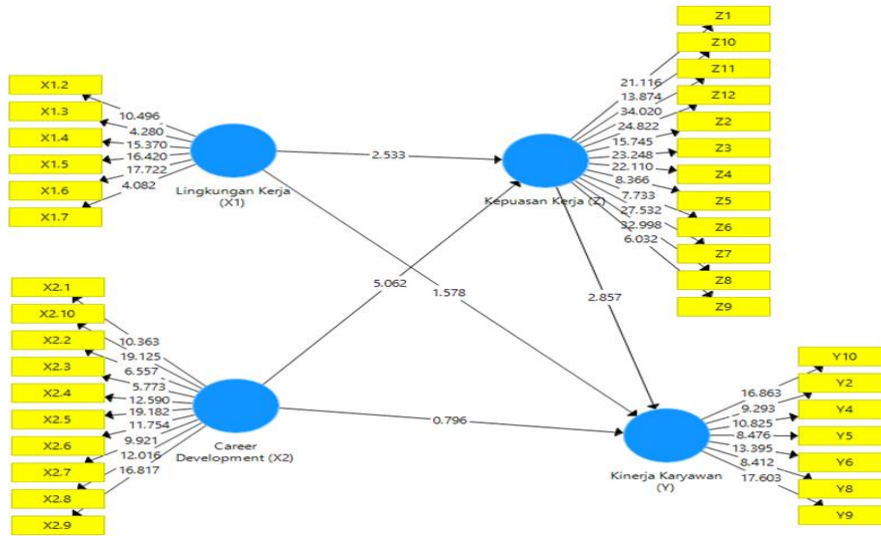 X1.2
X1.3
X1.4
X1.5
X1.6
X1.7
10.496
4.280
15.370
16.420
17.722
4.082
Lingkungan Kerja
(X1)
2.533
Z1
Z10
Z11
Z12
Z2
Z3
Z4
Z5
Z6
Z7
Z8
Z9
21.116
13.874
34.020
24.822
15.745
23.248
22.110
8.366
7.733
27.532
32.998
6.032
Kepuasan Kerja (Z)
5.062
1.578
2.857
X2.1
X2.10
X2.2
X2.3
X2.4
X2.5
X2.6
X2.7
X2.8
X2.9
10.363
19.125
6.557
5.773
12.590
19.182
11.754
9.921
12.016
16.817
Career
Development (X2)
0.796
Y10
Y2
Y4
Y5
Y6
Y8
Y9
16.863
9.293
10.825
8.476
13.395
8.412
17.603
Kinerja Karyawan
(Y)